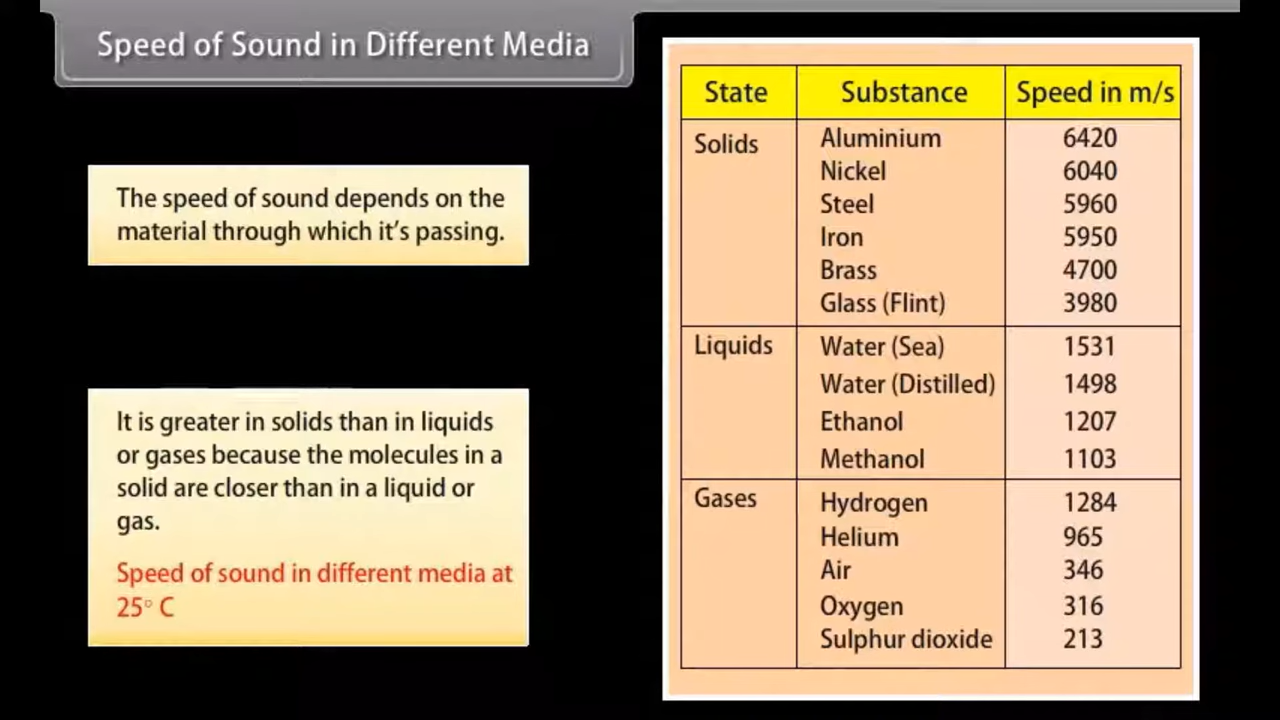 Speed of Sound in Different Media
The speed of sound depends on the
material through which it's passing.
It is greater in solids than in liquids
or gases because the molecules in a
solid are closer than in a liquid or
gas.
Speed of sound in different media at
25° C
State Substance Speed in m/s
Solids Aluminium 6420
Nickel 6040
Steel 5960
Iron 5950
Brass 4700
Glass (Flint) 3980
Liquids Water (Sea) 1531
Water (Distilled) 1498
Ethanol 1207
Methanol 1103
Gases Hydrogen 1284
Helium 965
Air 346
Oxygen 316
Sulphur dioxide 213